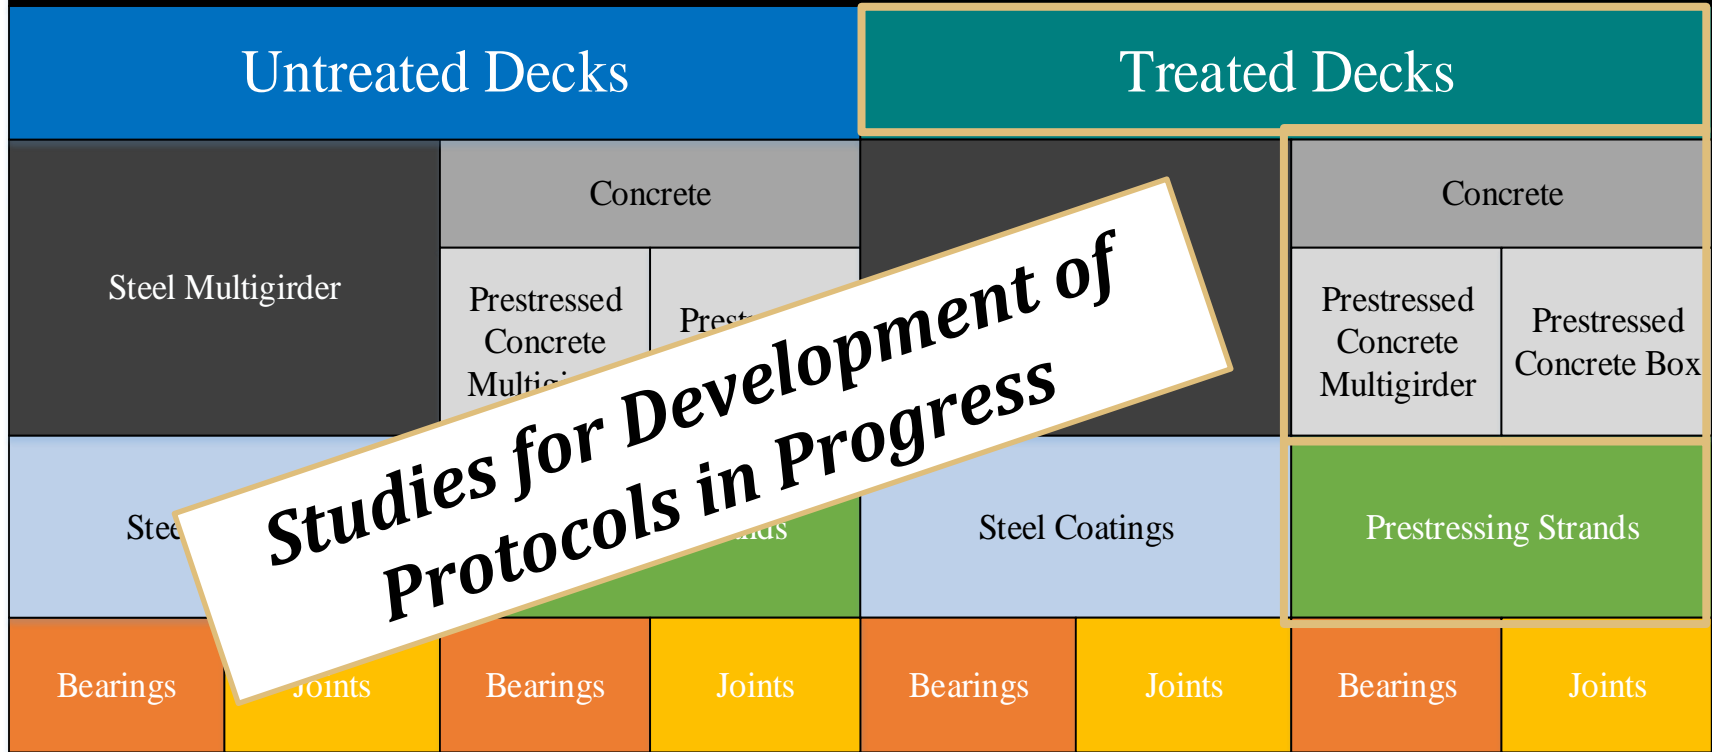 Untreated Decks
Treated Decks
Steel Multigirder
Concrete
Concrete
Prestressed
Concrete
Prestressed
Concrete
Multigirder
Prestressed
Concrete Box
Studies for Development of
Protocols in Progress
Steel Coatings
Prestressing Strands
Bearings
Joints
Bearings
Joints
Bearings
Joints
Bearings
Joints